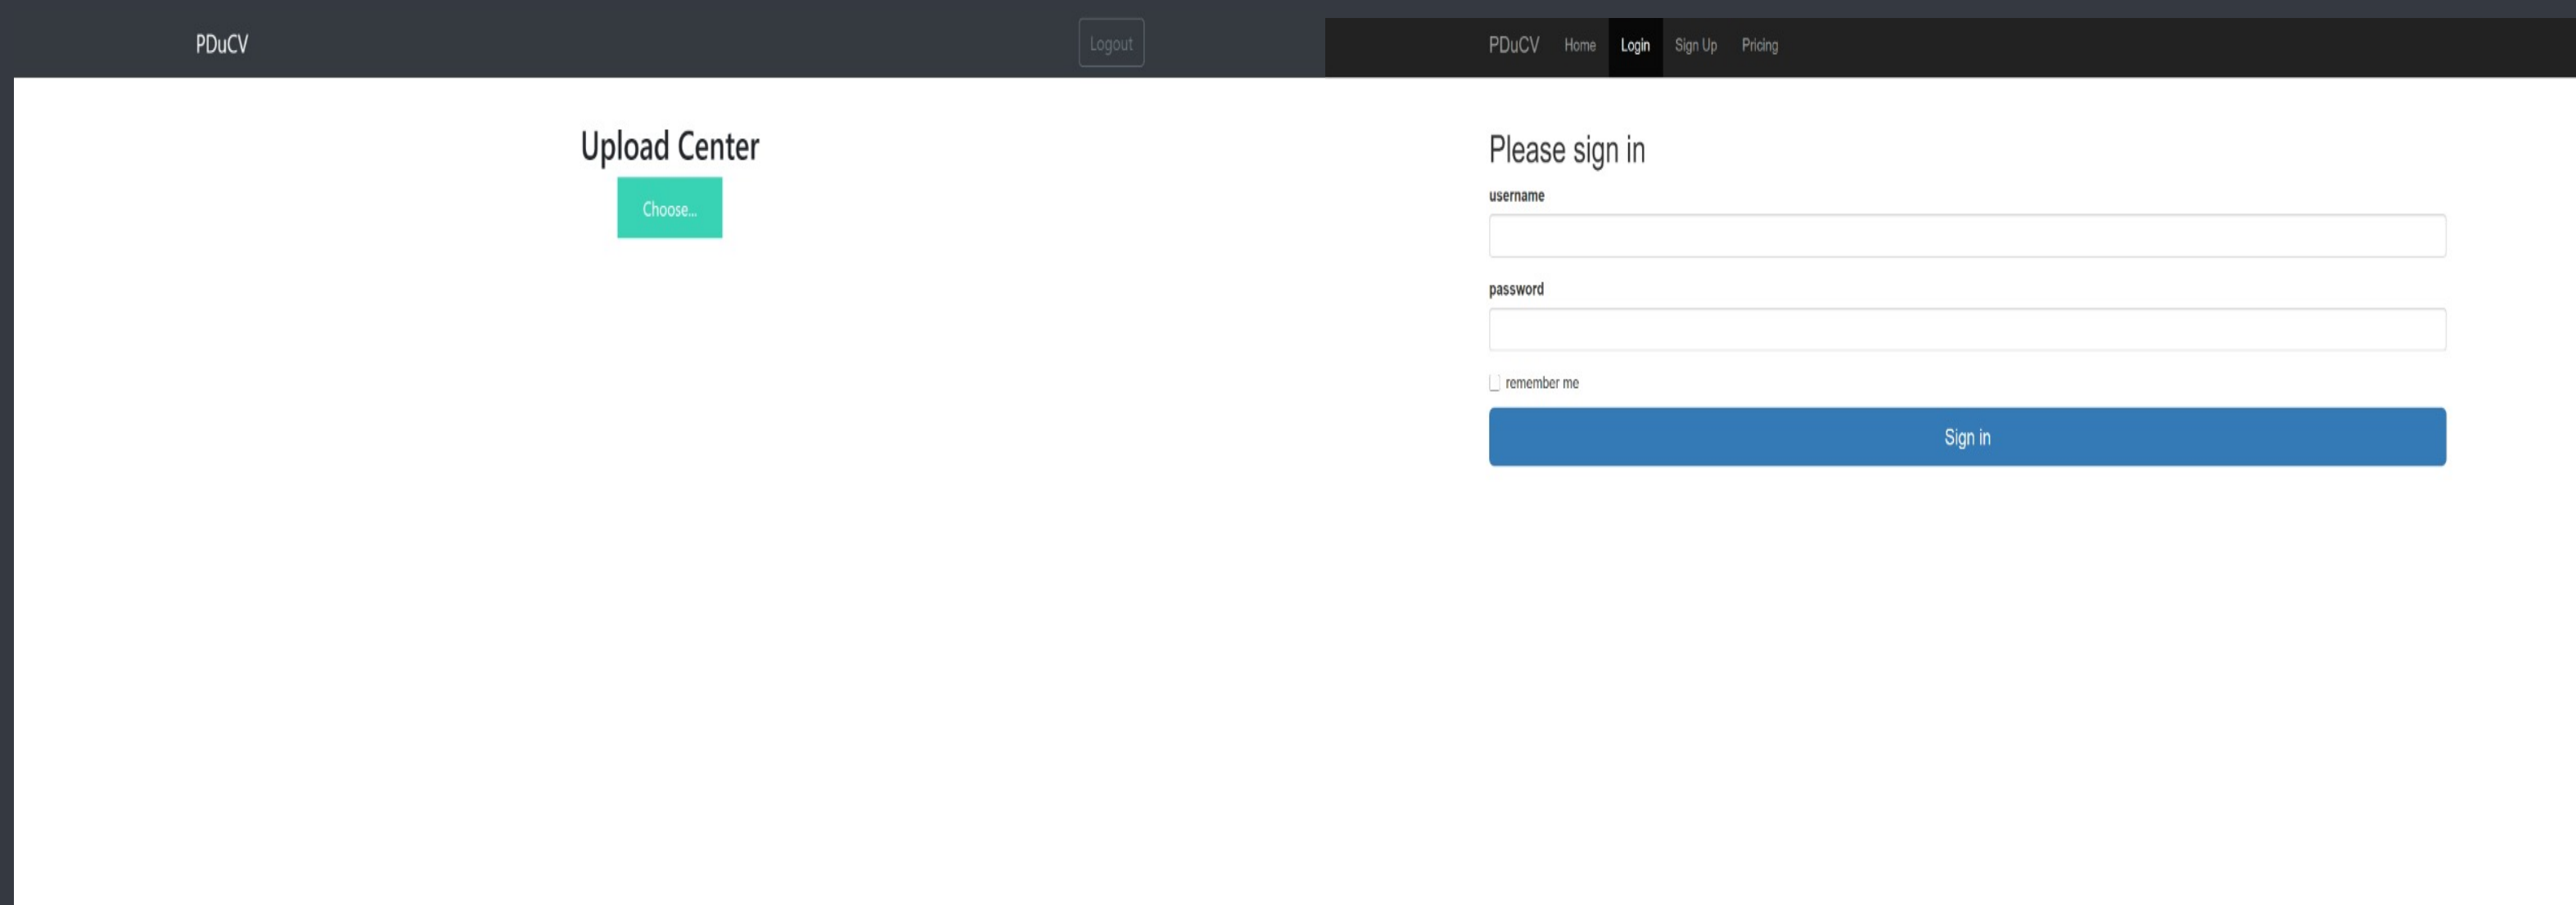 PDuCV Logout
Upload Center
Choose...
PDuCV Home Login Sign Up Pricing
Please sign in
username
password
remember me
Sign in